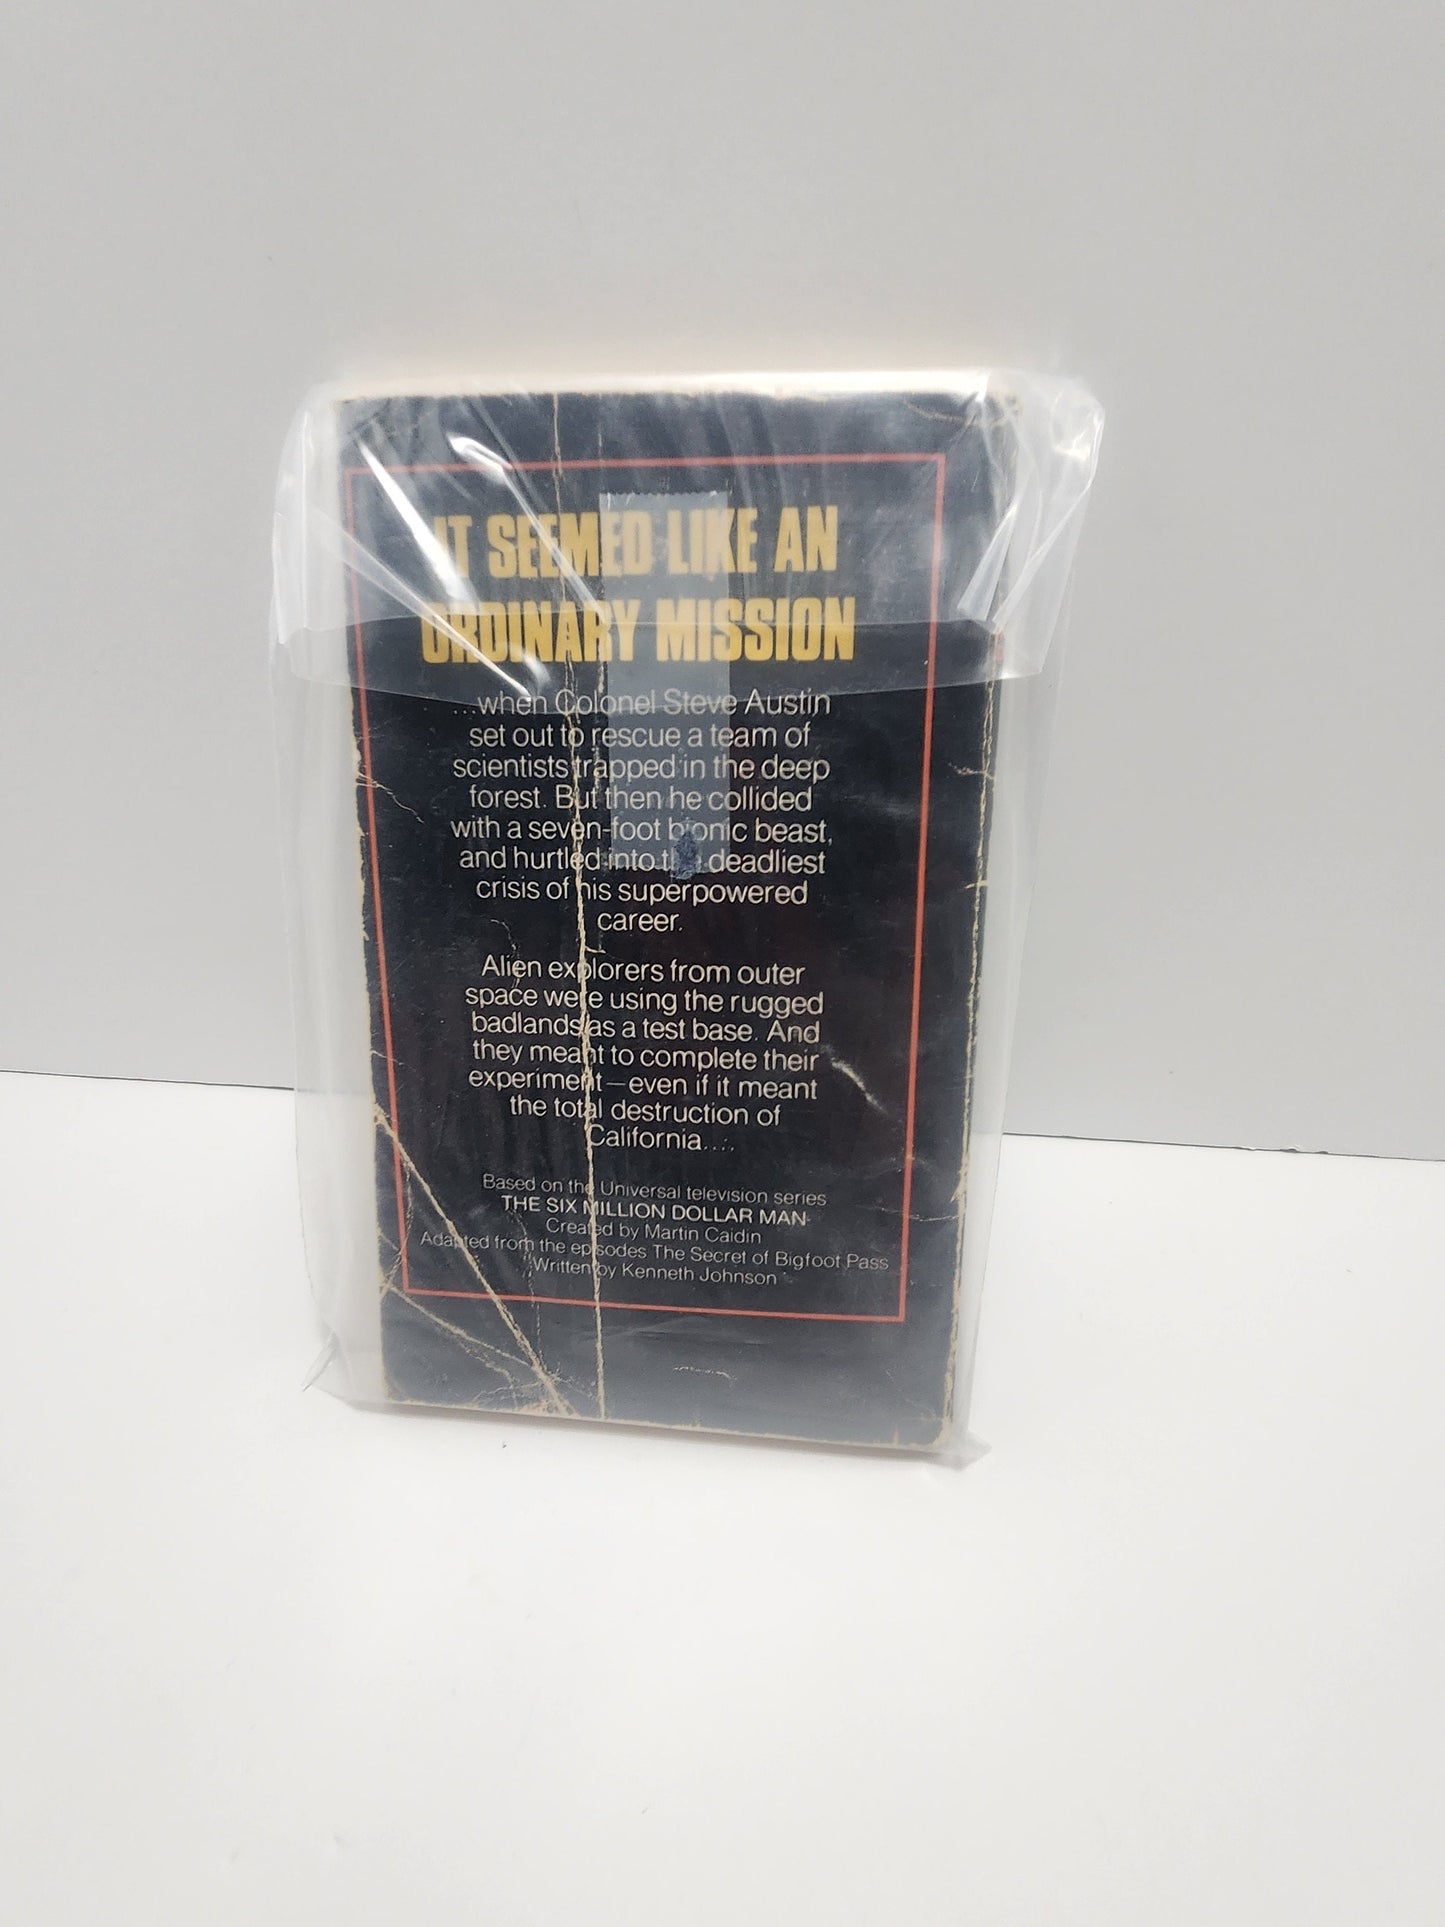 IT SEEMED LIKE AN
ORDINARY MISSION
...when Colonel Steve Austin
set out to rescue a team of
scientists trapped in the deep
forest. But then he collided
with a seven-foot bionic beast,
and hurtled into the deadliest
crisis of his superpowered
career.
Alien explorers from outer
space were using the rugged
badlands as a test base. And
they meant to complete their
experiment—even if it meant
the total destruction of
California....
Based on the Universal television series
THE SIX MILLION DOLLAR MAN
Created by Martin Caidin
Adapted from the episodes The Secret of Bigfoot Pass
Written by Kenneth Johnson